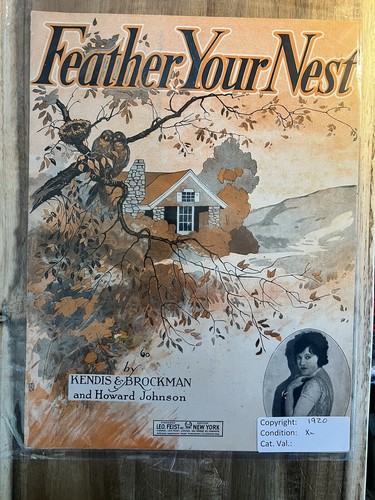 Feather Your Nest
by
KENDIS & BROCKMAN
and Howard Johnson
LEO. FEIST NEW YORK
Copyright: 1920
Condition: X
Cat. Val.: